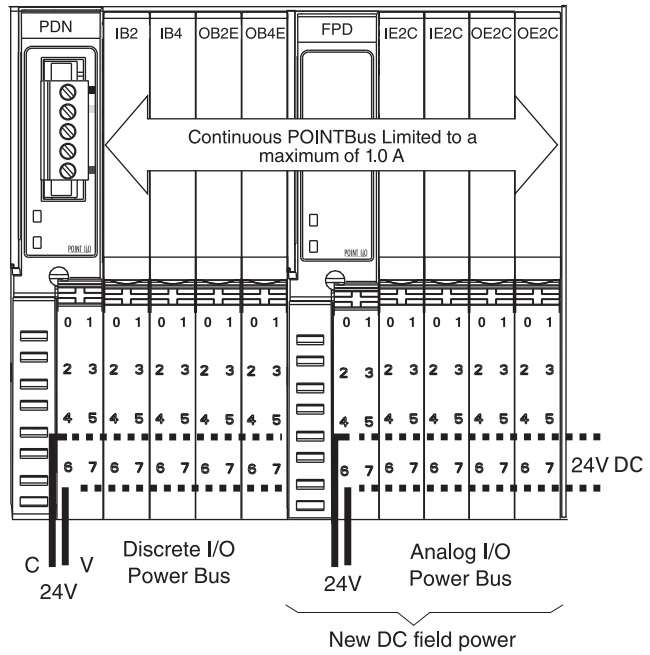 PDN IB2 IB4 OB2E OB4E FPD IE2C IE2C OE2C OE2C
Continuous POINTBus Limited to a
maximum of 1.0 A
POINT I/O POINT I/O
0 1 0 1 0 1 0 1 0 1 0 1 0 1 0 1 0 1 0 1
2 3 2 3 2 3 2 3 2 3 2 3 2 3 2 3 2 3 2 3
4 5 4 5 4 5 4 5 4 5 4 5 4 5 4 5 4 5 4 5
6 7 6 7 6 7 6 7 6 7 6 7 6 7 6 7 6 7 6 7
24V DC
C V
24V
Discrete I/O
Power Bus
24V
Analog I/O
Power Bus
New DC field power